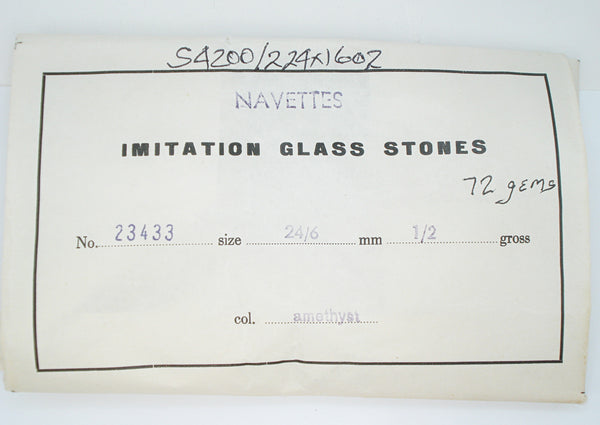 S4200/224x1602
NAVETTES
IMITATION GLASS STONES
72 gems
No. 23433 size 24/6 mm 1/2 gross
col. amethyst